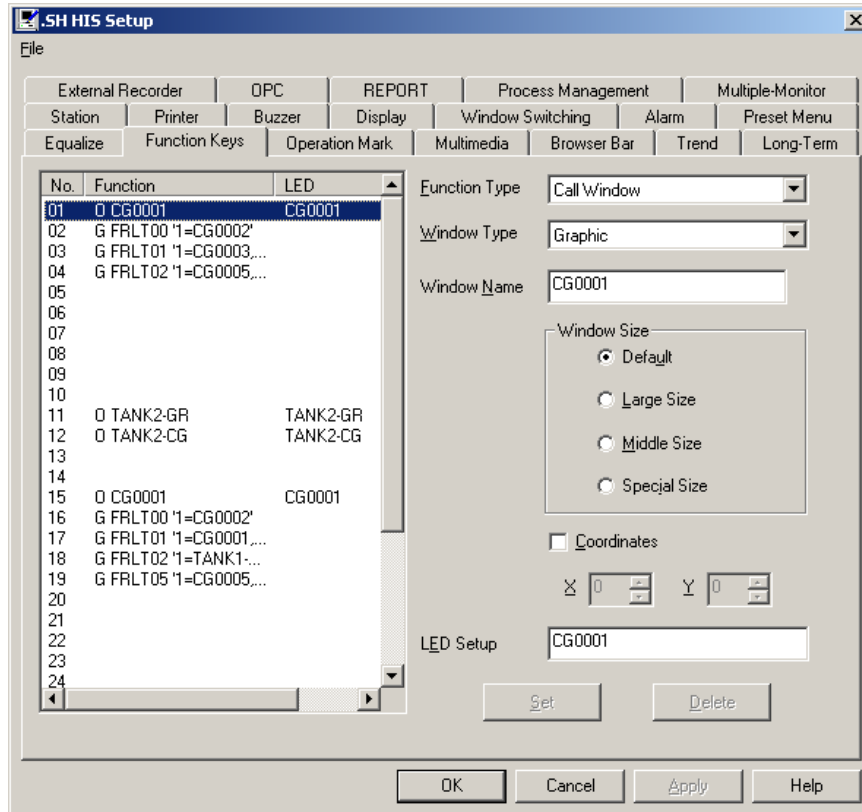 .SH HIS Setup
File
External Recorder OPC REPORT Process Management Multiple-Monitor
Station Printer Buzzer Display Window Switching Alarm Preset Menu
Equalize Function Keys Operation Mark Multimedia Browser Bar Trend Long-Term
No. Function LED
01 O CG0001 CG0001
02 G FRLT00 '1=CG0002'
03 G FRLT01 '1=CG0003,...
04 G FRLT02 '1=CG0005,...
05
06
07
08
09
10
11 O TANK2-GR TANK2-GR
12 O TANK2-CG TANK2-CG
13
14
15 O CG0001 CG0001
16 G FRLT00 '1=CG0002'
17 G FRLT01 '1=CG0001,...
18 G FRLT02 '1=TANK1-...
19 G FRLT05 '1=CG0005,...
20
21
22
23
24
Function Type Call Window
Window Type Graphic
Window Name CG0001
Window Size
Default
Large Size
Middle Size
Special Size
Coordinates
X 0 Y 0
LED Setup CG0001
Set Delete
OK Cancel Apply Help